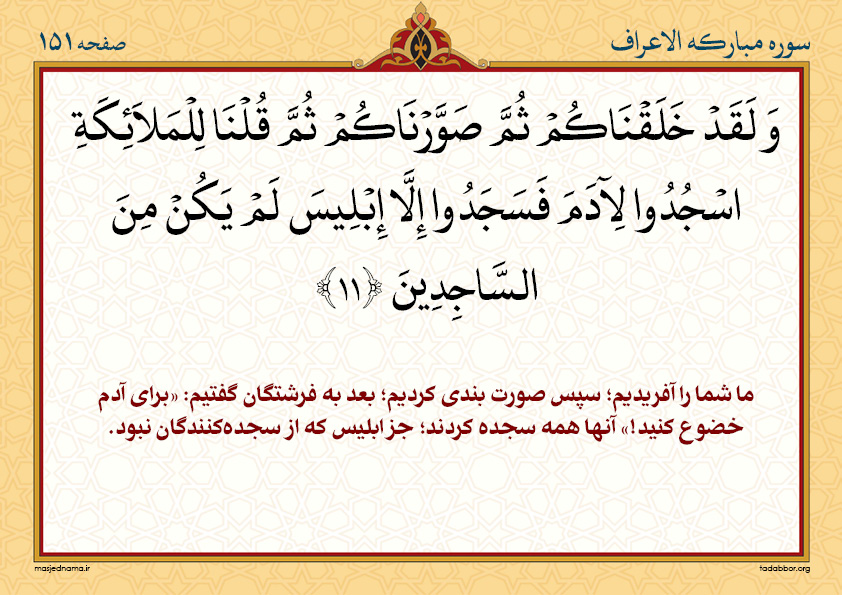 سوره مبارکه الاعراف
صفحه ۱۵۱
وَ لَقَدْ خَلَقْنَاكُمْ ثُمَّ صَوَّرْنَاكُمْ ثُمَّ قُلْنَا لِلْمَلاَئِكَةِ
اسْجُدُوا لِآدَمَ فَسَجَدُوا إِلَّا إِبْلِيسَ لَمْ يَكُنْ مِنَ
السَّاجِدِينَ ﴿۱۱﴾
ما شما را آفریدیم؛ سپس صورت بندی کردیم؛ بعد به فرشتگان گفتیم: «برای آدم
خضوع کنید!» آنها همه سجده کردند؛ جز ابلیس که از سجده‌کنندگان نبود.
masjednama.ir
tadabbor.org